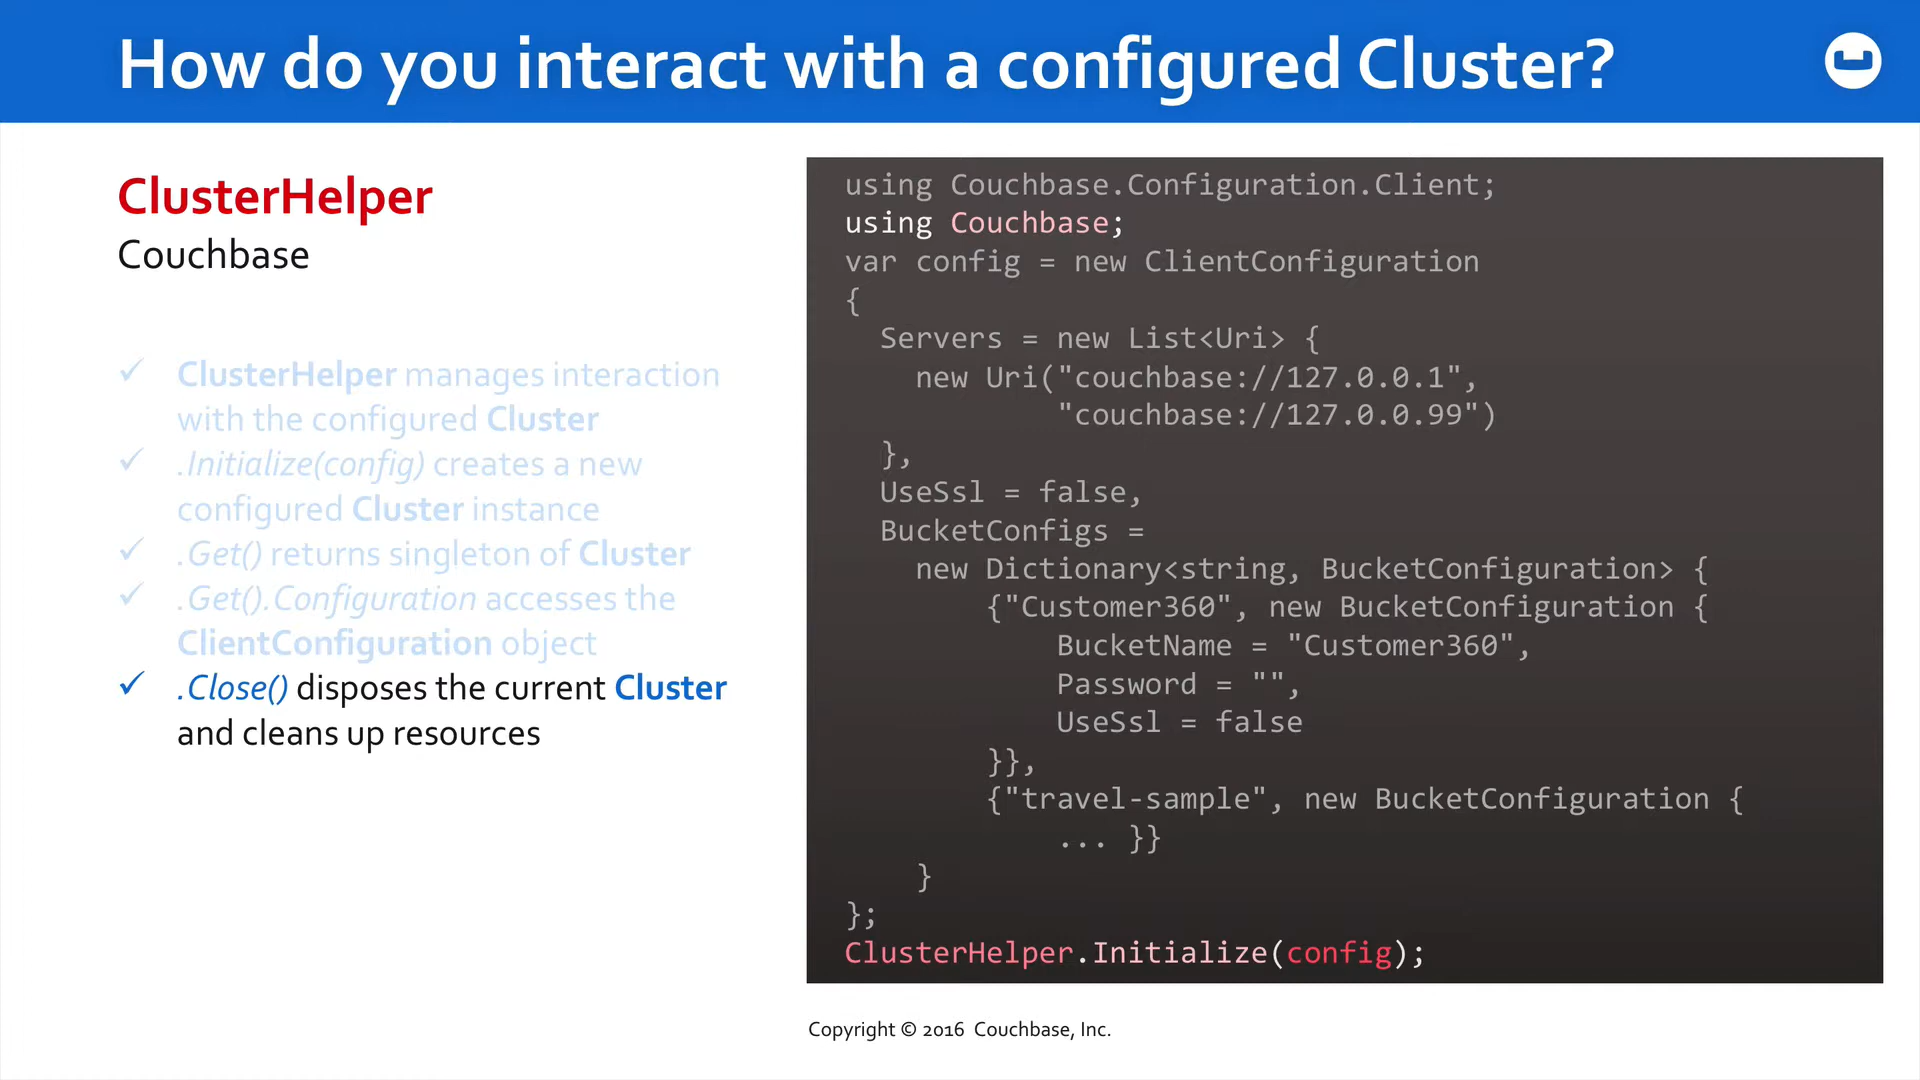 How do you interact with a configured Cluster?
ClusterHelper
Couchbase
✓ ClusterHelper manages interaction
with the configured Cluster
✓ .Initialize(config) creates a new
configured Cluster instance
✓ .Get() returns singleton of Cluster
✓ .Get().Configuration accesses the
ClientConfiguration object
✓ .Close() disposes the current Cluster
and cleans up resources
using Couchbase.Configuration.Client;
using Couchbase;
var config = new ClientConfiguration
{
  Servers = new List<Uri> {
    new Uri("couchbase://127.0.0.1",
            "couchbase://127.0.0.99")
  },
  UseSsl = false,
  BucketConfigs =
    new Dictionary<string, BucketConfiguration> {
        {"Customer360", new BucketConfiguration {
            BucketName = "Customer360",
            Password = "",
            UseSsl = false
        }},
        {"travel-sample", new BucketConfiguration {
            ... }}
    }
};
ClusterHelper.Initialize(config);
Copyright © 2016 Couchbase, Inc.